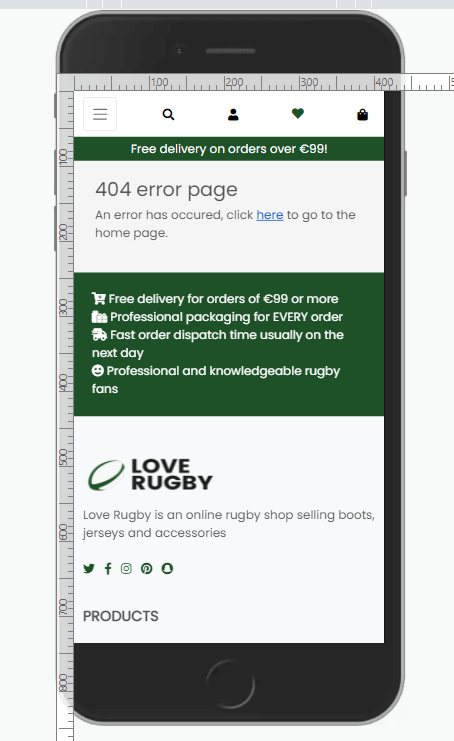 100 200 300 400
100
200
300
400
500
600
700
800
Free delivery on orders over €99!
404 error page
An error has occured, click here to go to the
home page.
Free delivery for orders of €99 or more
Professional packaging for EVERY order
Fast order dispatch time usually on the
next day
Professional and knowledgeable rugby
fans
LOVE
RUGBY
Love Rugby is an online rugby shop selling boots,
jerseys and accessories
PRODUCTS